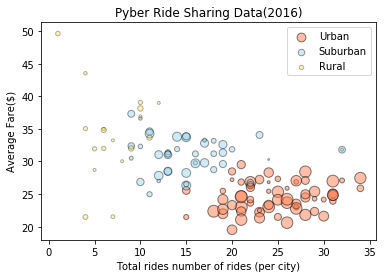 Pyber Ride Sharing Data(2016)
50
45
40
35
30
25
20
Average Fare($)
Urban
Suburban
Rural
0 5 10 15 20 25 30 35
Total rides number of rides (per city)